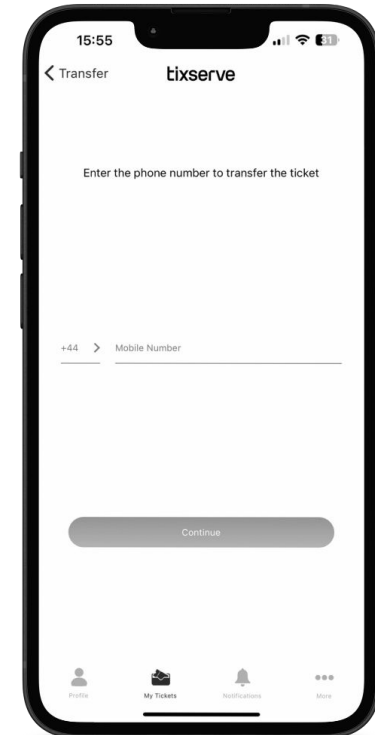 15:55
31
Transfer
tixserve
Enter the phone number to transfer the ticket
+44 > Mobile Number
Continue
Profile
My Tickets
Notifications
More